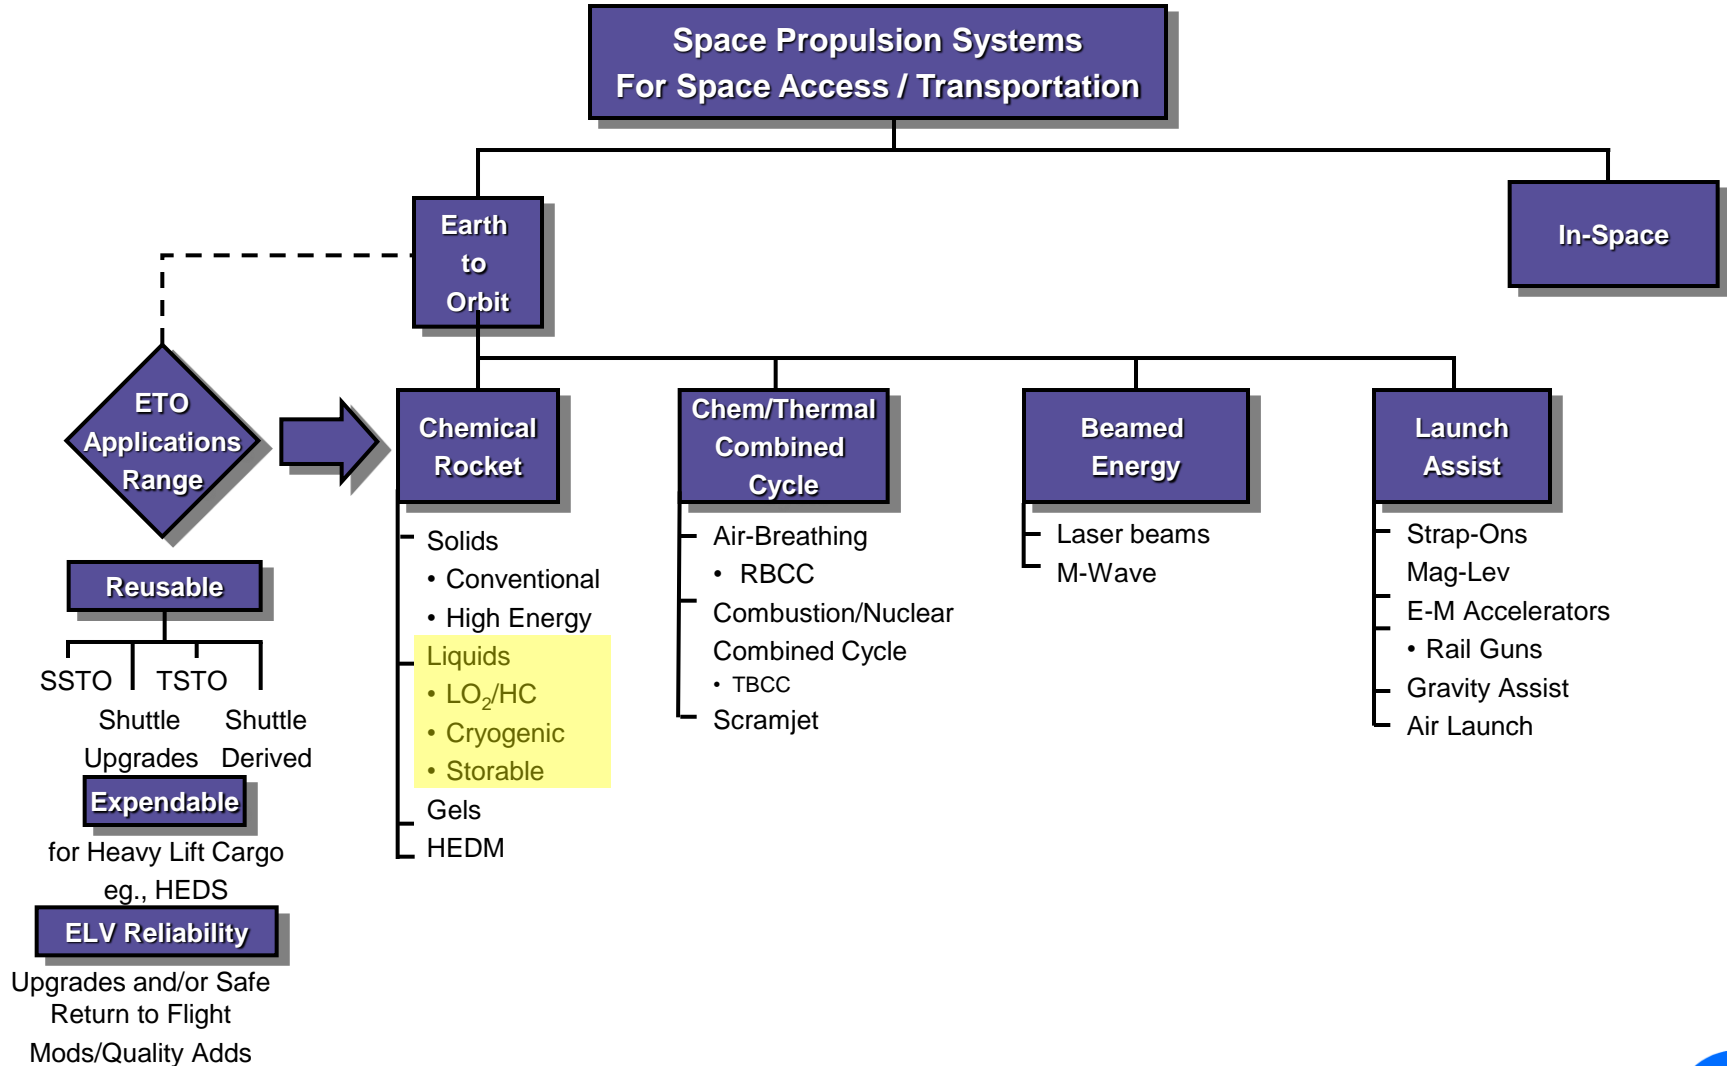 Space Propulsion Systems
For Space Access / Transportation
Earth
to
Orbit
In-Space
ETO
Applications
Range
Chemical
Rocket
Chem/Thermal
Combined
Cycle
Beamed
Energy
Launch
Assist
Reusable
SSTO
TSTO
Shuttle
Upgrades
Shuttle
Derived
Expendable
for Heavy Lift Cargo
eg., HEDS
ELV Reliability
Upgrades and/or Safe
Return to Flight
Mods/Quality Adds
Solids
• Conventional
• High Energy
Liquids
• LO₂/HC
• Cryogenic
• Storable
Gels
HEDM
Air-Breathing
• RBCC
Combustion/Nuclear
Combined Cycle
• TBCC
Scramjet
Laser beams
M-Wave
Strap-Ons
Mag-Lev
E-M Accelerators
• Rail Guns
Gravity Assist
Air Launch